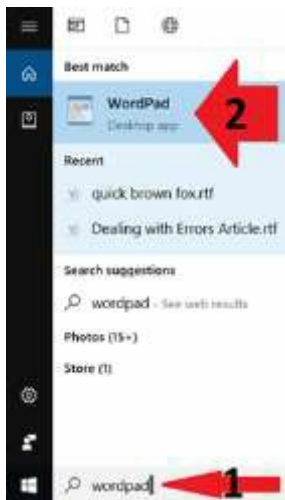 Best match
WordPad
Desktop app
2
Recent
quick brown fox.rtf
Dealing with Errors Article.rtf
Search suggestions
wordpad - See web results
Photos (15+)
Store (1)
wordpad
1